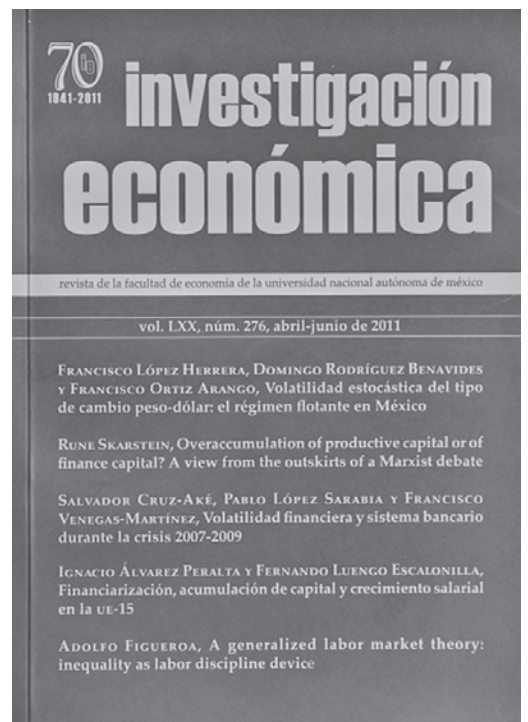 70
1941-2011
investigación
económica
revista de la facultad de economía de la universidad nacional autónoma de méxico
vol. LXX, núm. 276, abril-junio de 2011
FRANCISCO LÓPEZ HERRERA, DOMINGO RODRÍGUEZ BENAVIDES
Y FRANCISCO ORTIZ ARANGO, Volatilidad estocástica del tipo
de cambio peso-dólar: el régimen flotante en México
RUNE SKARSTEIN, Overaccumulation of productive capital or of
finance capital? A view from the outskirts of a Marxist debate
SALVADOR CRUZ-AKÉ, PABLO LÓPEZ SARABIA Y FRANCISCO
VENEGAS-MARTÍNEZ, Volatilidad financiera y sistema bancario
durante la crisis 2007-2009
IGNACIO ÁLVAREZ PERALTA Y FERNANDO LUENGO ESCALONILLA,
Financiarización, acumulación de capital y crecimiento salarial
en la UE-15
ADOLFO FIGUEROA, A generalized labor market theory:
inequality as labor discipline device